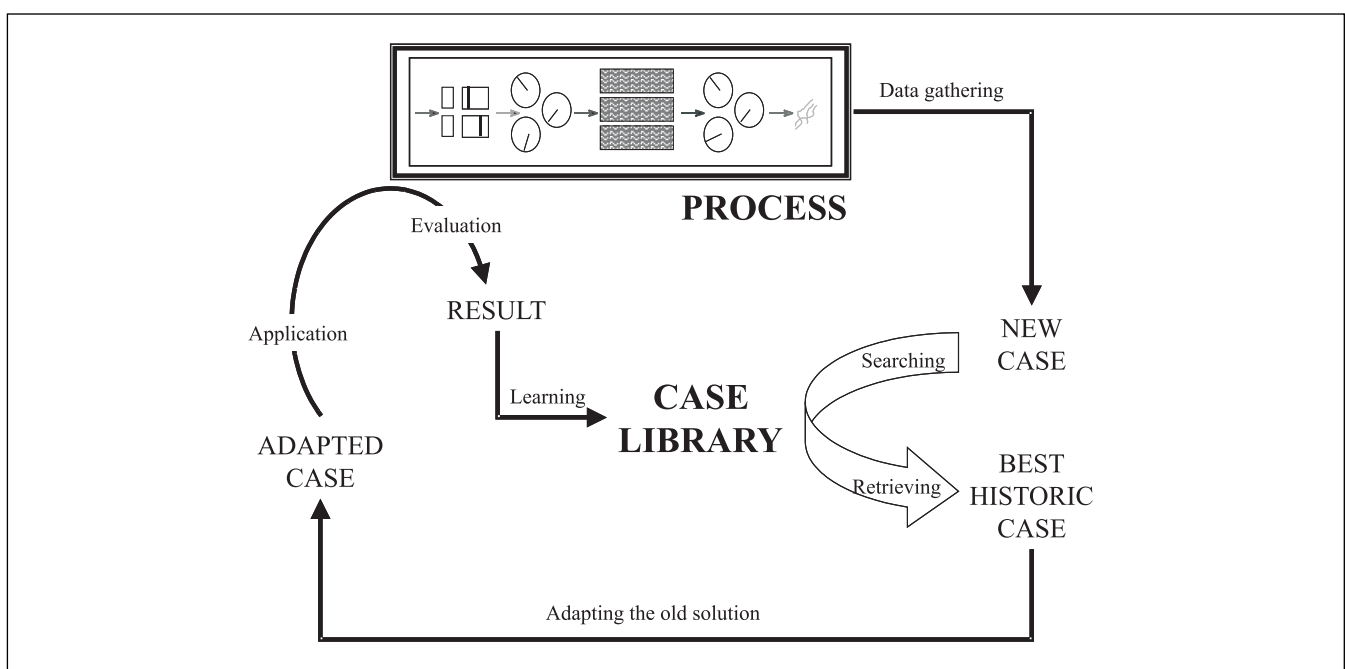 Data gathering
PROCESS
Evaluation
RESULT
Application
NEW
CASE
Searching
Learning
CASE
LIBRARY
ADAPTED
CASE
BEST
HISTORIC
CASE
Retrieving
Adapting the old solution